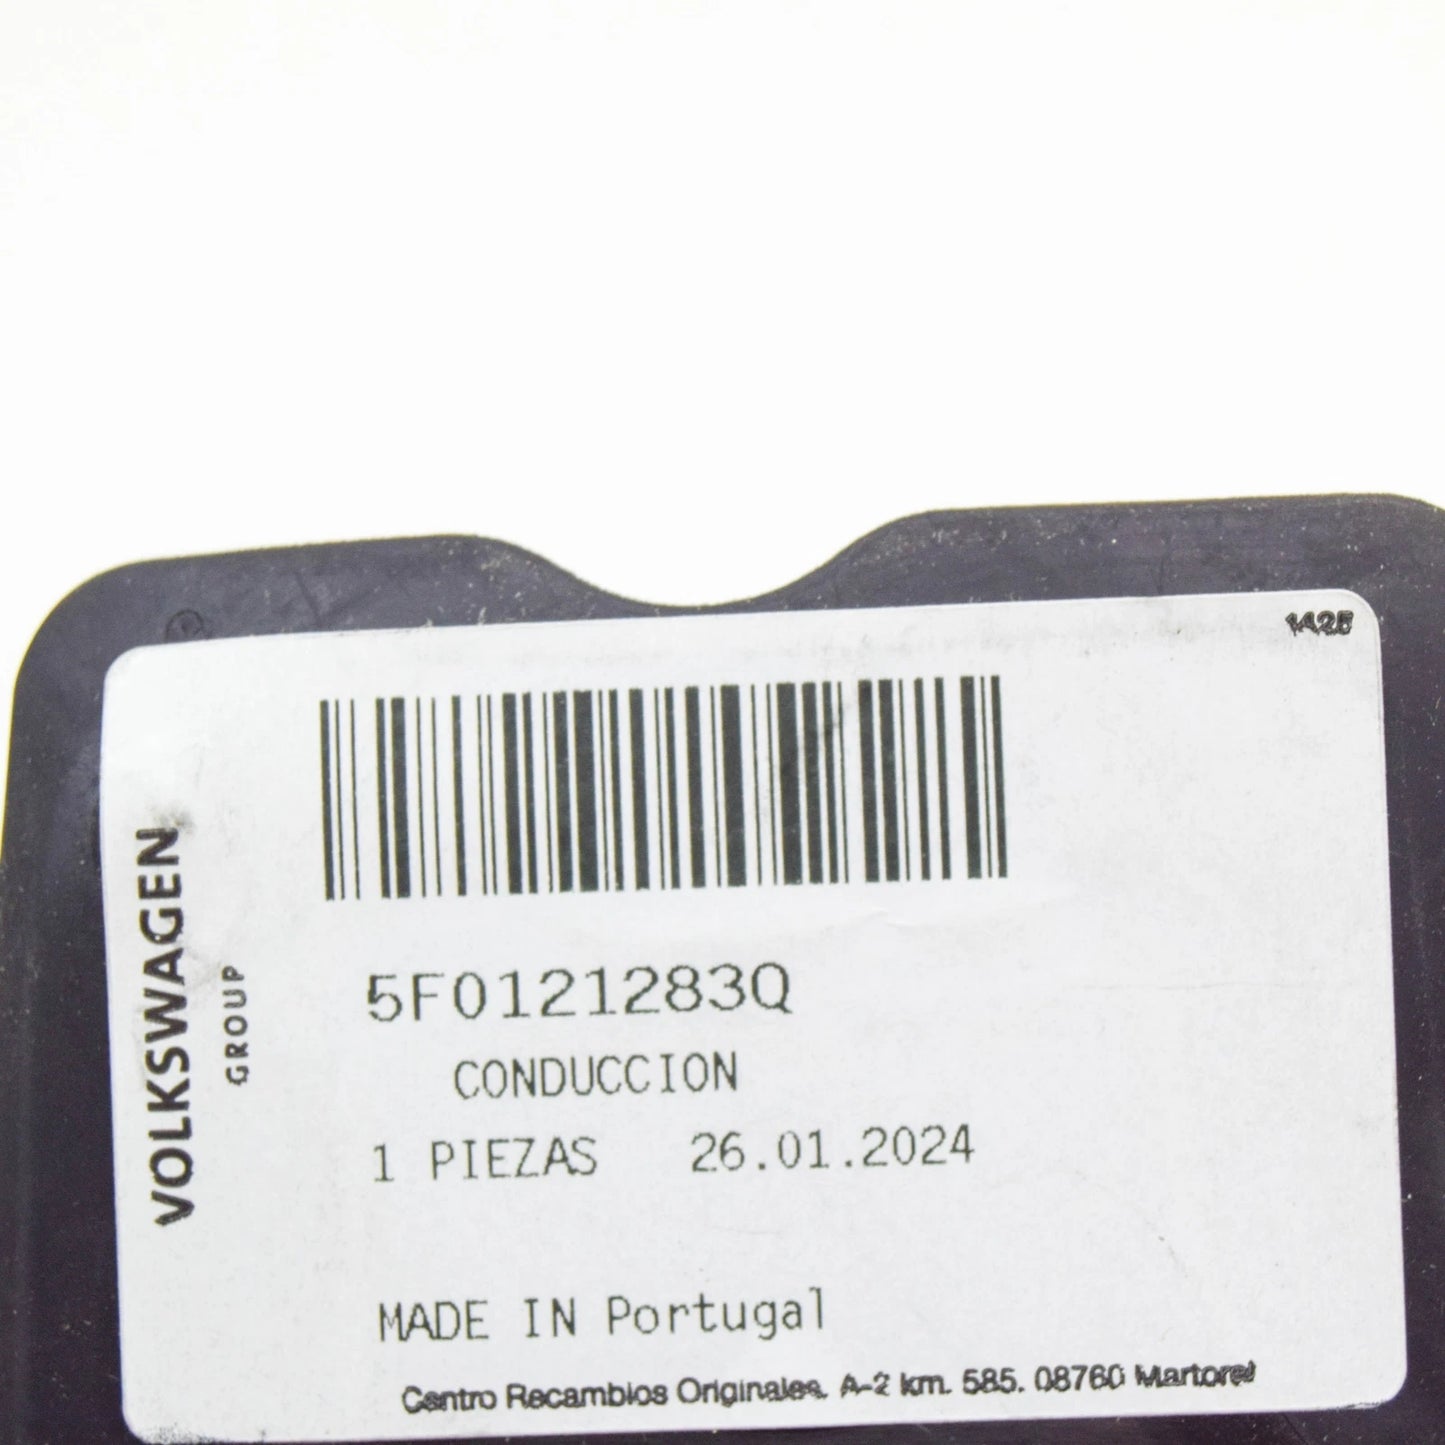 1425
VOLKSWAGEN
GROUP
5F0121283Q
CONDUCCION
1 PIEZAS 26.01.2024
MADE IN Portugal
Centro Recambios Originales. A-2 km. 585. 08760 Martorel